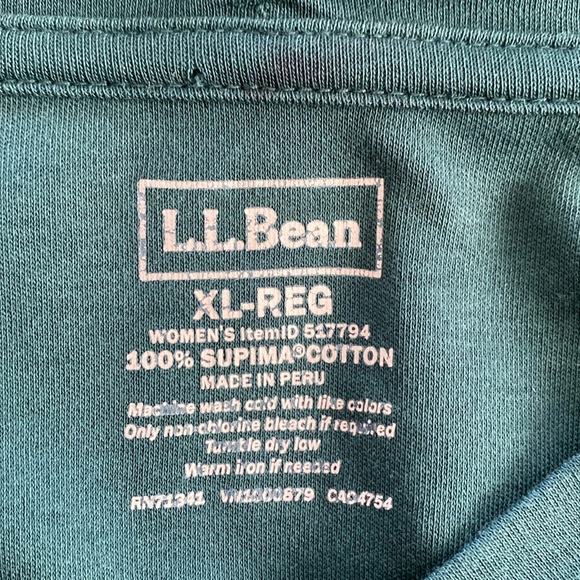 L.L.Bean
XL-REG
WOMEN'S ItemID 517794
100% SUPIMA® COTTON
MADE IN PERU
Machine wash cold with like colors
Only non-chlorine bleach if required
Tumble dry low
Warm iron if needed
RN71341 CA04754